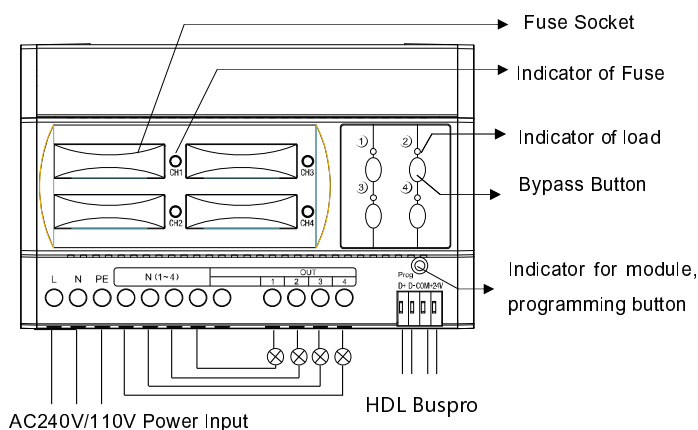 Fuse Socket
Indicator of Fuse
1 2
Indicator of load
CH1 CH3
Bypass Button
3 4
CH2 CH4
L N PE N (1~4) OUT
1 2 3 4
Prog
D+ D- COM +24V
Indicator for module,
programming button
AC240V/110V Power Input
HDL Buspro